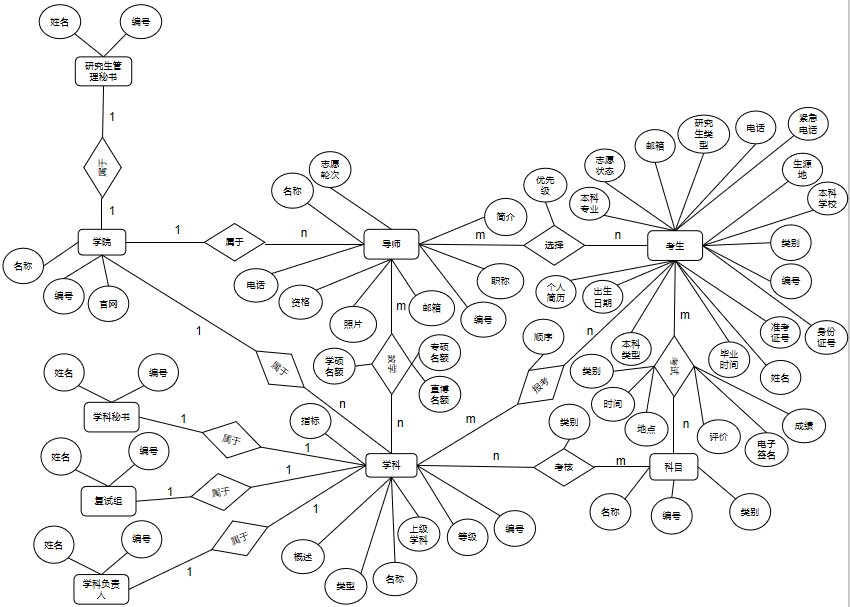 姓名
编号
研究生管
理秘书
1
属于
1
学院
名称
编号
官网
1
属于
n
志愿
轮次
名称
导师
简介
职称
编号
邮箱
照片
资格
电话
m
选择
优先
级
n
考生
本科
专业
志愿
状态
邮箱
研究
生类
型
电话
紧急
电话
生源
地
本科
学校
类别
编号
身份
证号
准考
证号
姓名
毕业
时间
本科
类型
出生
日期
个人
简历
1
属于
n
m
学硕
名额
专硕
名额
直博
名额
n
顺序
n
报考
m
m
考试
类别
时间
地点
评价
电子
签名
成绩
n
姓名
编号
学科秘书
1
属于
1
姓名
编号
复试组
1
属于
1
姓名
编号
学科负责
人
1
属于
1
指标
学科
概述
类型
名称
上级
学科
等级
编号
n
类别
考核
m
科目
名称
编号
类别